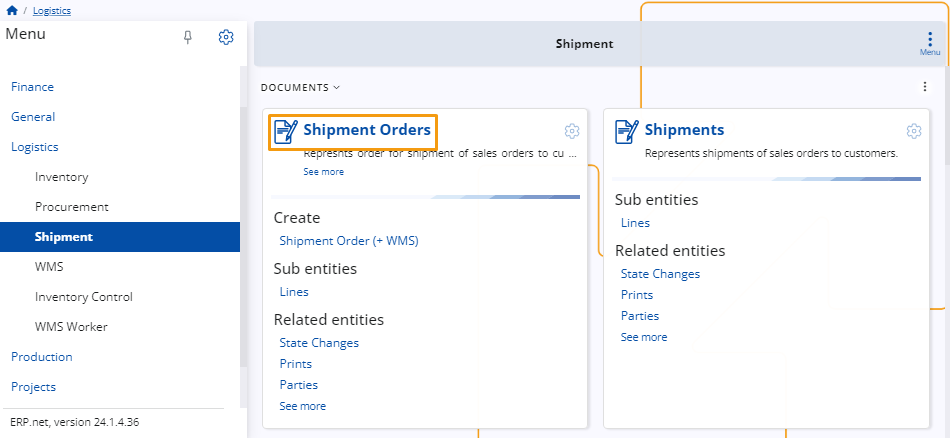 / Logistics
Menu
Finance
General
Logistics
Inventory
Procurement
Shipment
WMS
Inventory Control
WMS Worker
Production
Projects
ERP.net, version 24.1.4.36
Shipment
Menu
DOCUMENTS
Shipment Orders
Represnts order for shipment of sales orders to cu ...
See more
Create
Shipment Order (+ WMS)
Sub entities
Lines
Related entities
State Changes
Prints
Parties
See more
Shipments
Represents shipments of sales orders to customers.
Sub entities
Lines
Related entities
State Changes
Prints
Parties
See more